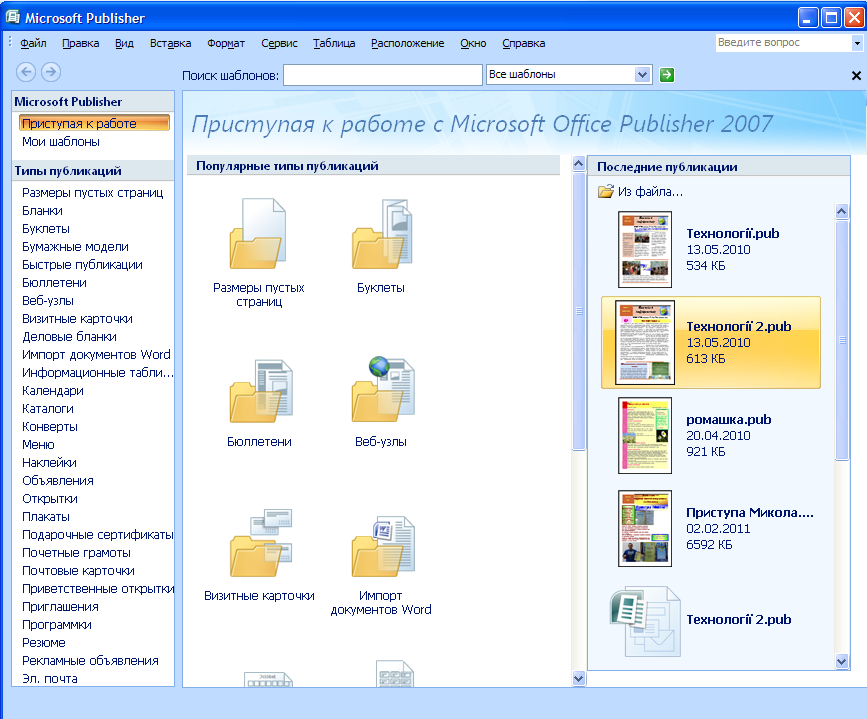 Microsoft Publisher
Файл Правка Вид Вставка Формат Сервис Таблица Расположение Окно Справка
Введите вопрос
Поиск шаблонов:
Все шаблоны
Microsoft Publisher
Приступая к работе
Мои шаблоны
Типы публикаций
Размеры пустых страниц
Бланки
Буклеты
Бумажные модели
Быстрые публикации
Бюллетени
Веб-узлы
Визитные карточки
Деловые бланки
Импорт документов Word
Информационные табли...
Календари
Каталоги
Конверты
Меню
Наклейки
Объявления
Открытки
Плакаты
Подарочные сертификаты
Почетные грамоты
Почтовые карточки
Приветственные открытки
Приглашения
Программки
Резюме
Рекламные объявления
Эл. почта
Приступая к работе с Microsoft Office Publisher 2007
Популярные типы публикаций
Размеры пустых
страниц
Буклеты
Бюллетени
Веб-узлы
Визитные карточки
Импорт
документов Word
Последние публикации
Из файла...
Технології.pub
13.05.2010
534 КБ
Технології 2.pub
13.05.2010
613 КБ
ромашка.pub
20.04.2010
921 КБ
Приступа Микола....
02.02.2011
6592 КБ
Технології 2.pub